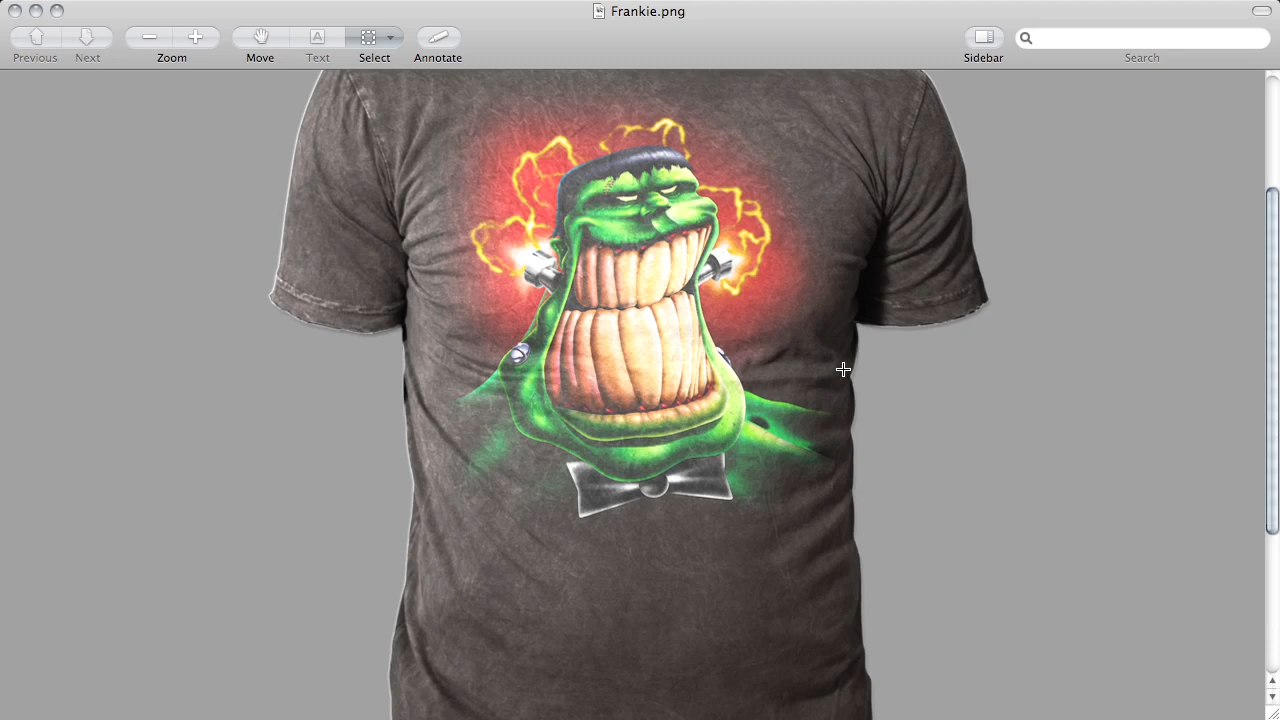 Frankie.png
Previous
Next
Zoom
Move
Text
Select
Annotate
Sidebar
Search